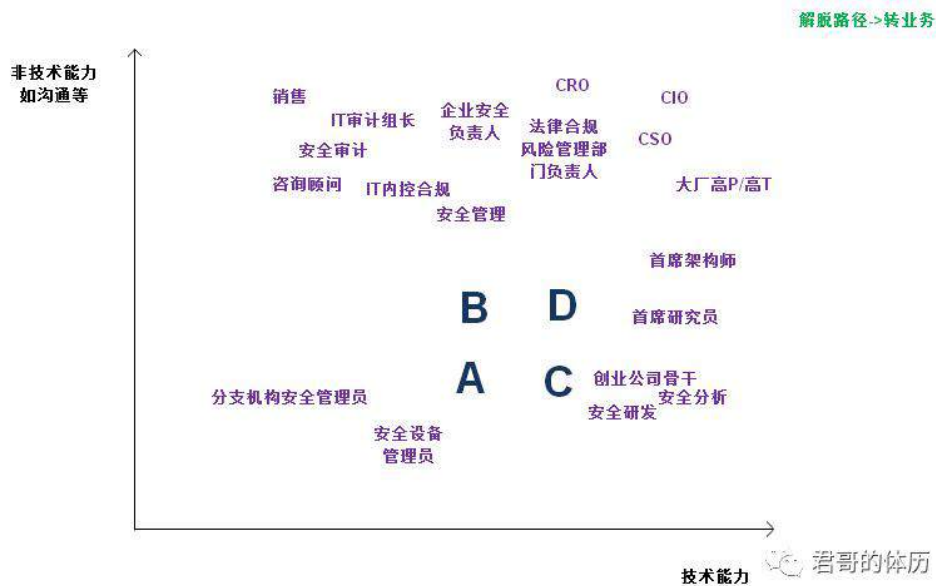 解脱路径->转业务
非技术能力
如沟通等
销售
IT审计组长
安全审计
咨询顾问
IT内控合规
企业安全
负责人
安全管理
CRO
法律合规
风险管理部
门负责人
CIO
CSO
大厂高P/高T
首席架构师
首席研究员
B
D
A
C
分支机构安全管理员
安全设备
管理员
创业公司骨干
安全分析
安全研发
技术能力
君哥的体历